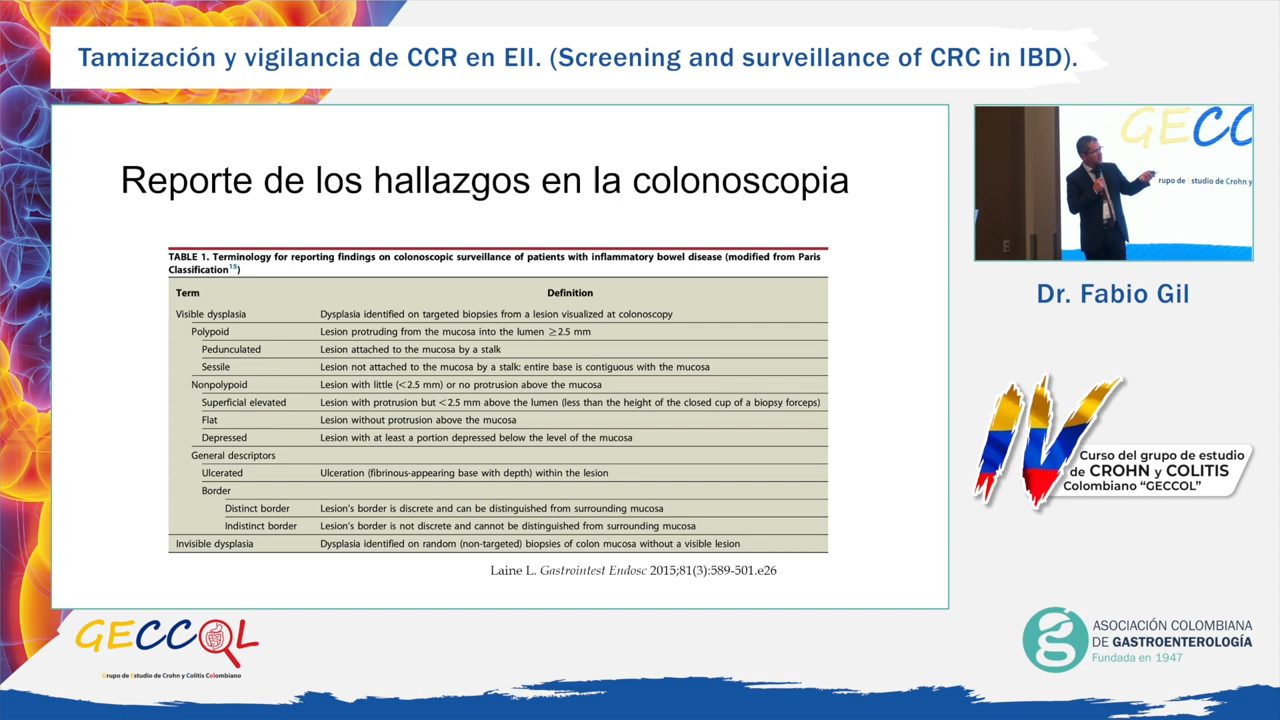 Tamización y vigilancia de CCR en EII. (Screening and surveillance of CRC in IBD).
Reporte de los hallazgos en la colonoscopia
TABLE 1. Terminology for reporting findings on colonoscopic surveillance of patients with inflammatory bowel disease (modified from Paris
Classification15)
Term Definition
Visible dysplasia Dysplasia identified on targeted biopsies from a lesion visualized at colonoscopy
Polypoid Lesion protruding from the mucosa into the lumen ≥2.5 mm
Pedunculated Lesion attached to the mucosa by a stalk
Sessile Lesion not attached to the mucosa by a stalk: entire base is contiguous with the mucosa
Nonpolypoid Lesion with little (<2.5 mm) or no protrusion above the mucosa
Superficial elevated Lesion with protrusion but <2.5 mm above the lumen (less than the height of the closed cup of a biopsy forceps)
Flat Lesion without protrusion above the mucosa
Depressed Lesion with at least a portion depressed below the level of the mucosa
General descriptors
Ulcerated Ulceration (fibrinous-appearing base with depth) within the lesion
Border
Distinct border Lesion's border is discrete and can be distinguished from surrounding mucosa
Indistinct border Lesion's border is not discrete and cannot be distinguished from surrounding mucosa
Invisible dysplasia Dysplasia identified on random (non-targeted) biopsies of colon mucosa without a visible lesion
Laine L. Gastrointest Endosc 2015;81(3):589-501.e26
GECC
rupo de Estudio de Crohn y
E
Dr. Fabio Gil
IV
Curso del grupo de estudio
de CROHN y COLITIS
Colombiano "GECCOL"
GECCOL
Grupo de Estudio de Crohn y Colitis Colombiano
ASOCIACIÓN COLOMBIANA
DE GASTROENTEROLOGÍA
Fundada en 1947